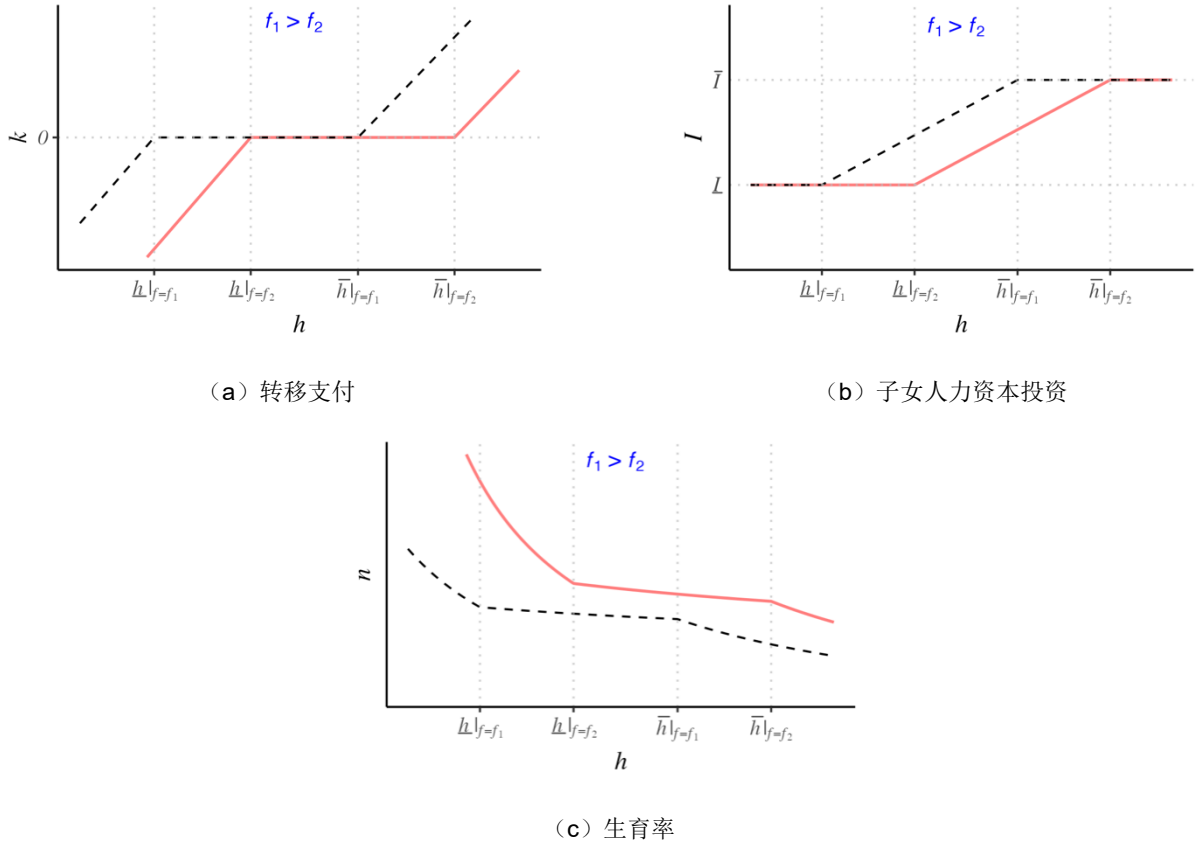 f₁ > f₂
k
0
h̲|f=f₁ h̲|f=f₂ h̅|f=f₁ h̅|f=f₂
h
（a）转移支付
f₁ > f₂
I̅
I
I̲
h̲|f=f₁ h̲|f=f₂ h̅|f=f₁ h̅|f=f₂
h
（b）子女人力资本投资
f₁ > f₂
n
h̲|f=f₁ h̲|f=f₂ h̅|f=f₁ h̅|f=f₂
h
（c）生育率